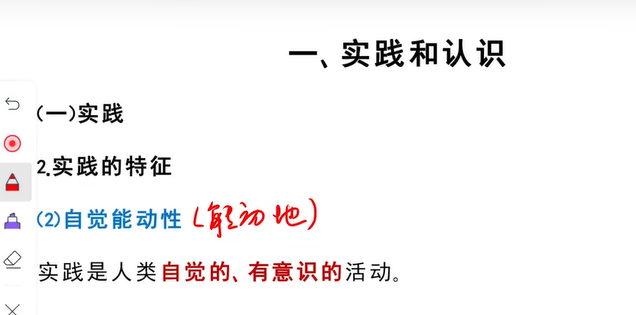 一、实践和认识
(一)实践
2.实践的特征
(2)自觉能动性(能动地)
实践是人类自觉的、有意识的活动。